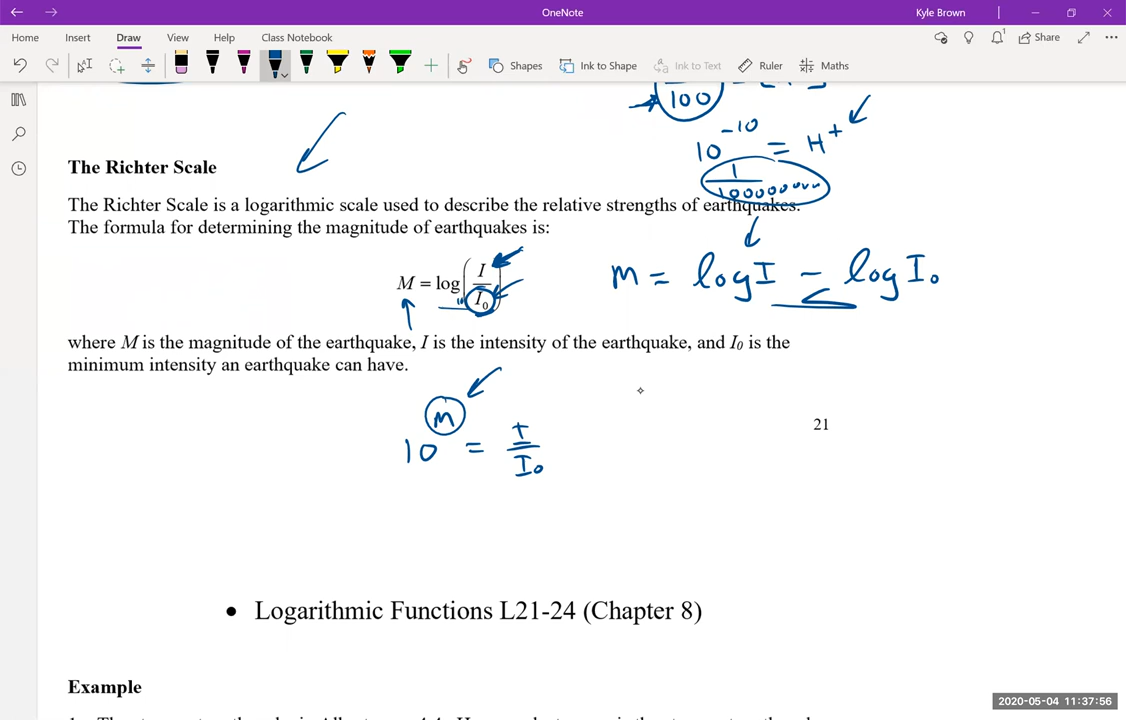 OneNote
Kyle Brown
Home Insert Draw View Help Class Notebook
Share
Shapes Ink to Shape Ink to Text Ruler Maths
100
10^-10 = H+
The Richter Scale
The Richter Scale is a logarithmic scale used to describe the relative strengths of earthquakes.
The formula for determining the magnitude of earthquakes is:
M = log(I/I₀)
m = log I − log I₀
where M is the magnitude of the earthquake, I is the intensity of the earthquake, and I₀ is the
minimum intensity an earthquake can have.
21
10^m = I/I₀
• Logarithmic Functions L21-24 (Chapter 8)
Example
2020-05-04 11:37:56